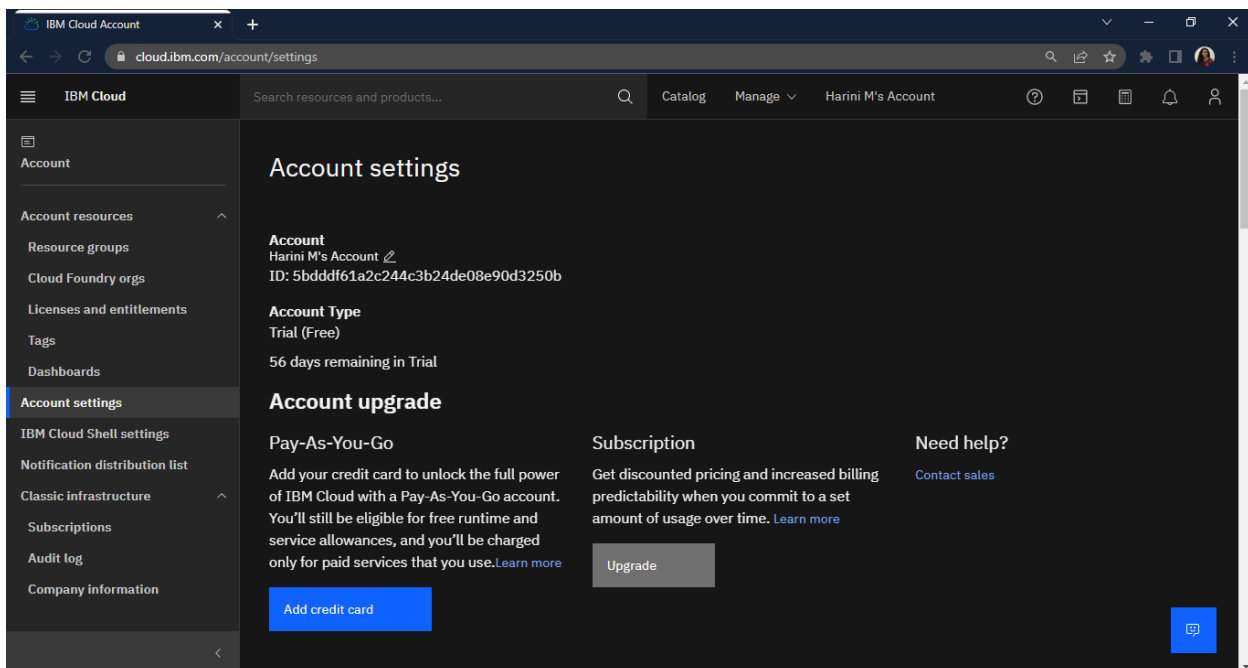 IBM Cloud Account
cloud.ibm.com/account/settings
IBM Cloud
Search resources and products...
Catalog
Manage
Harini M's Account
Account
Account resources
Resource groups
Cloud Foundry orgs
Licenses and entitlements
Tags
Dashboards
Account settings
IBM Cloud Shell settings
Notification distribution list
Classic infrastructure
Subscriptions
Audit log
Company information
Account settings
Account
Harini M's Account
ID: 5bdddf61a2c244c3b24de08e90d3250b
Account Type
Trial (Free)
56 days remaining in Trial
Account upgrade
Pay-As-You-Go
Add your credit card to unlock the full power
of IBM Cloud with a Pay-As-You-Go account.
You'll still be eligible for free runtime and
service allowances, and you'll be charged
only for paid services that you use.Learn more
Add credit card
Subscription
Get discounted pricing and increased billing
predictability when you commit to a set
amount of usage over time. Learn more
Upgrade
Need help?
Contact sales